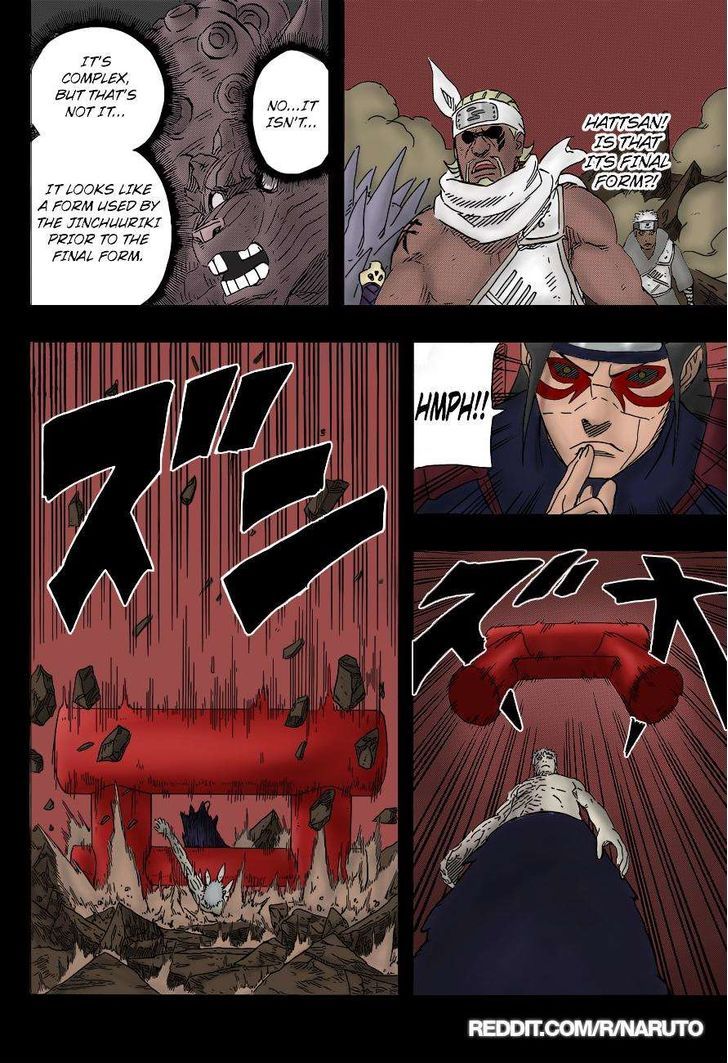 HATTSAN!
IS THAT
ITS FINAL
FORM?!
NO...IT
ISN'T...
IT'S
COMPLEX,
BUT THAT'S
NOT IT...
IT LOOKS LIKE
A FORM USED BY
THE JINCHUURIKI
PRIOR TO THE
FINAL FORM.
HMPH!!
ズオ
ズン
REDDIT.COM/R/NARUTO